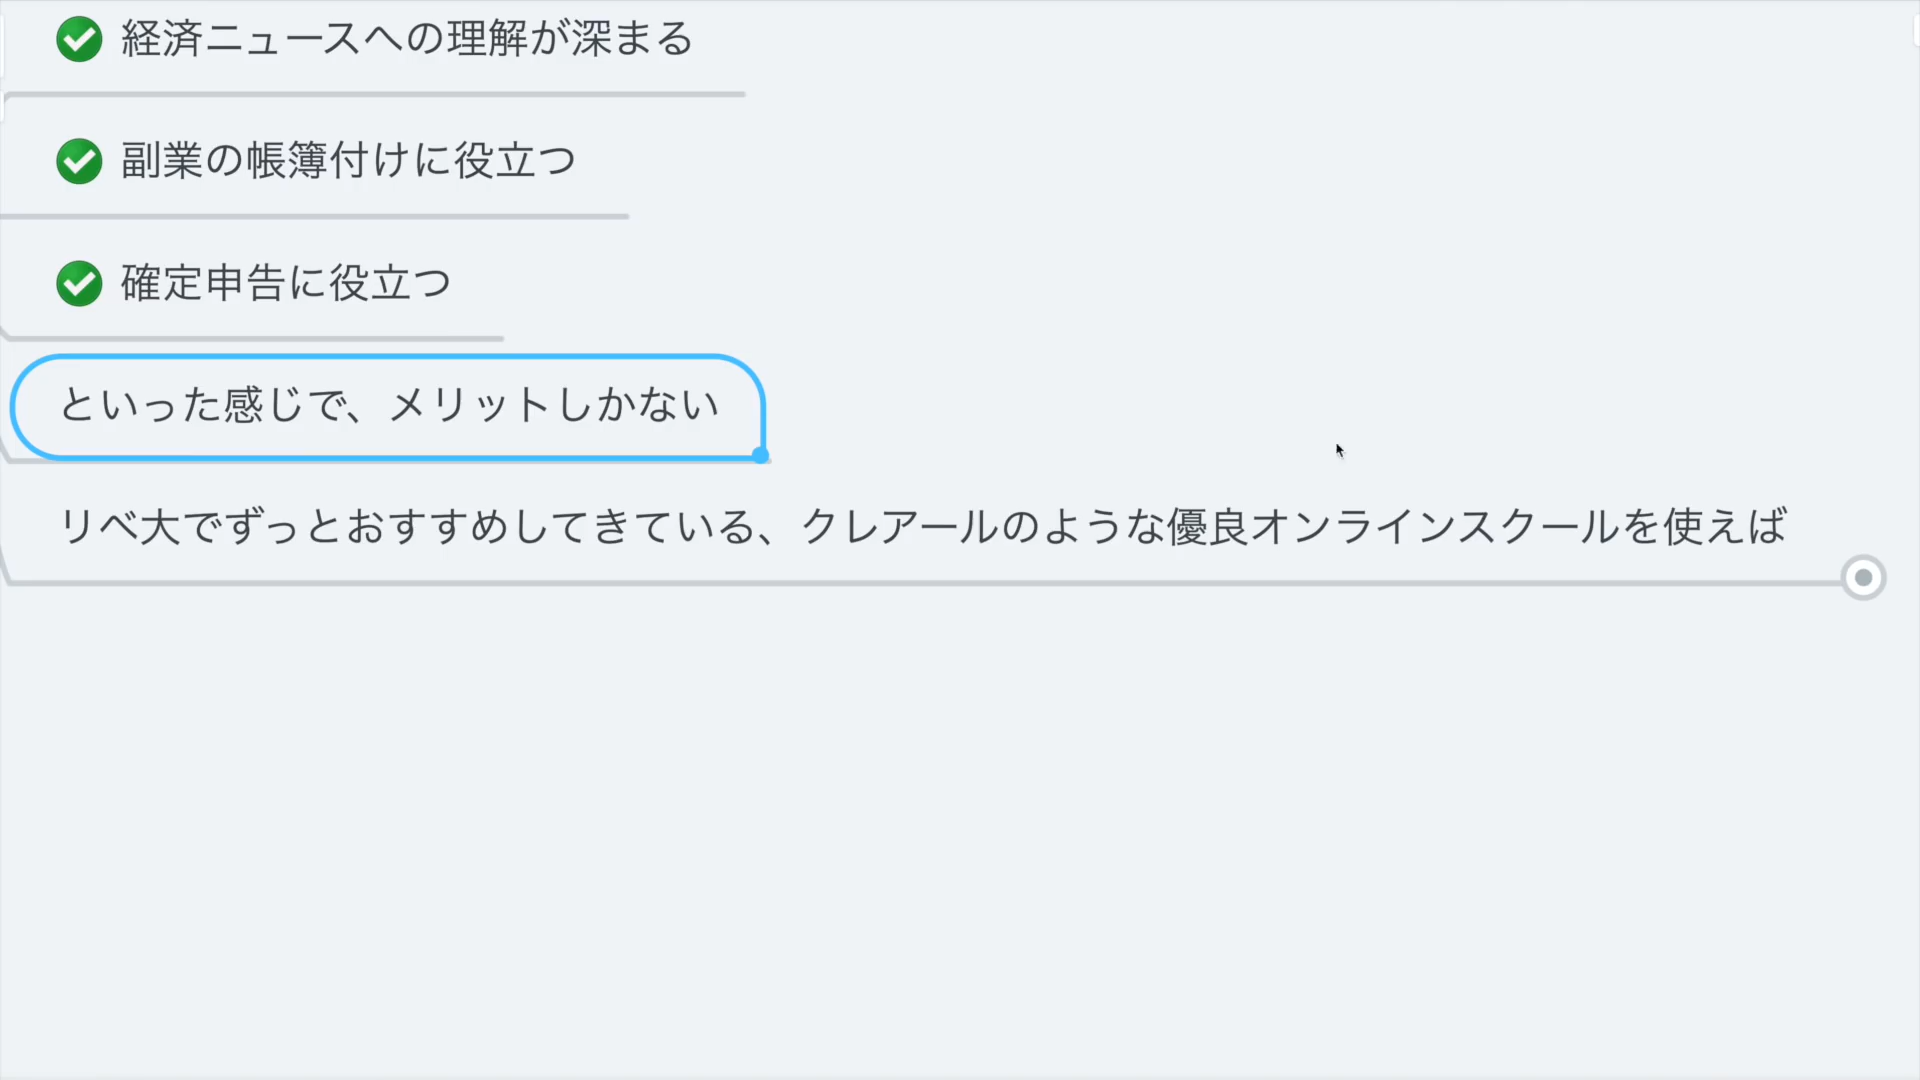 経済ニュースへの理解が深まる
副業の帳簿付けに役立つ
確定申告に役立つ
といった感じで、メリットしかない
リベ大でずっとおすすめしてきている、クレアールのような優良オンラインスクールを使えば